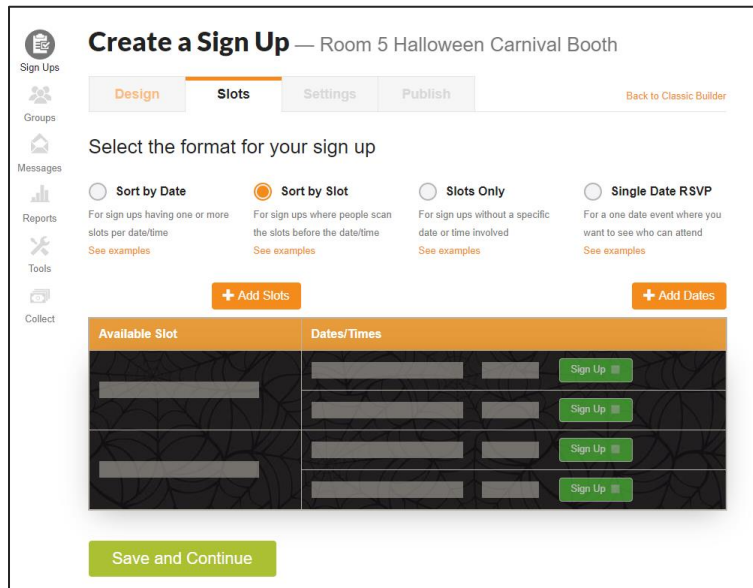 Create a Sign Up — Room 5 Halloween Carnival Booth
Sign Ups
Groups
Messages
Reports
Tools
Collect
Design
Slots
Settings
Publish
Back to Classic Builder
Select the format for your sign up
Sort by Date
For sign ups having one or more
slots per date/time
See examples
Sort by Slot
For sign ups where people scan
the slots before the date/time
See examples
Slots Only
For sign ups without a specific
date or time involved
See examples
Single Date RSVP
For a one date event where you
want to see who can attend
See examples
+ Add Slots
+ Add Dates
Available Slot
Dates/Times
Sign Up
Sign Up
Sign Up
Sign Up
Save and Continue